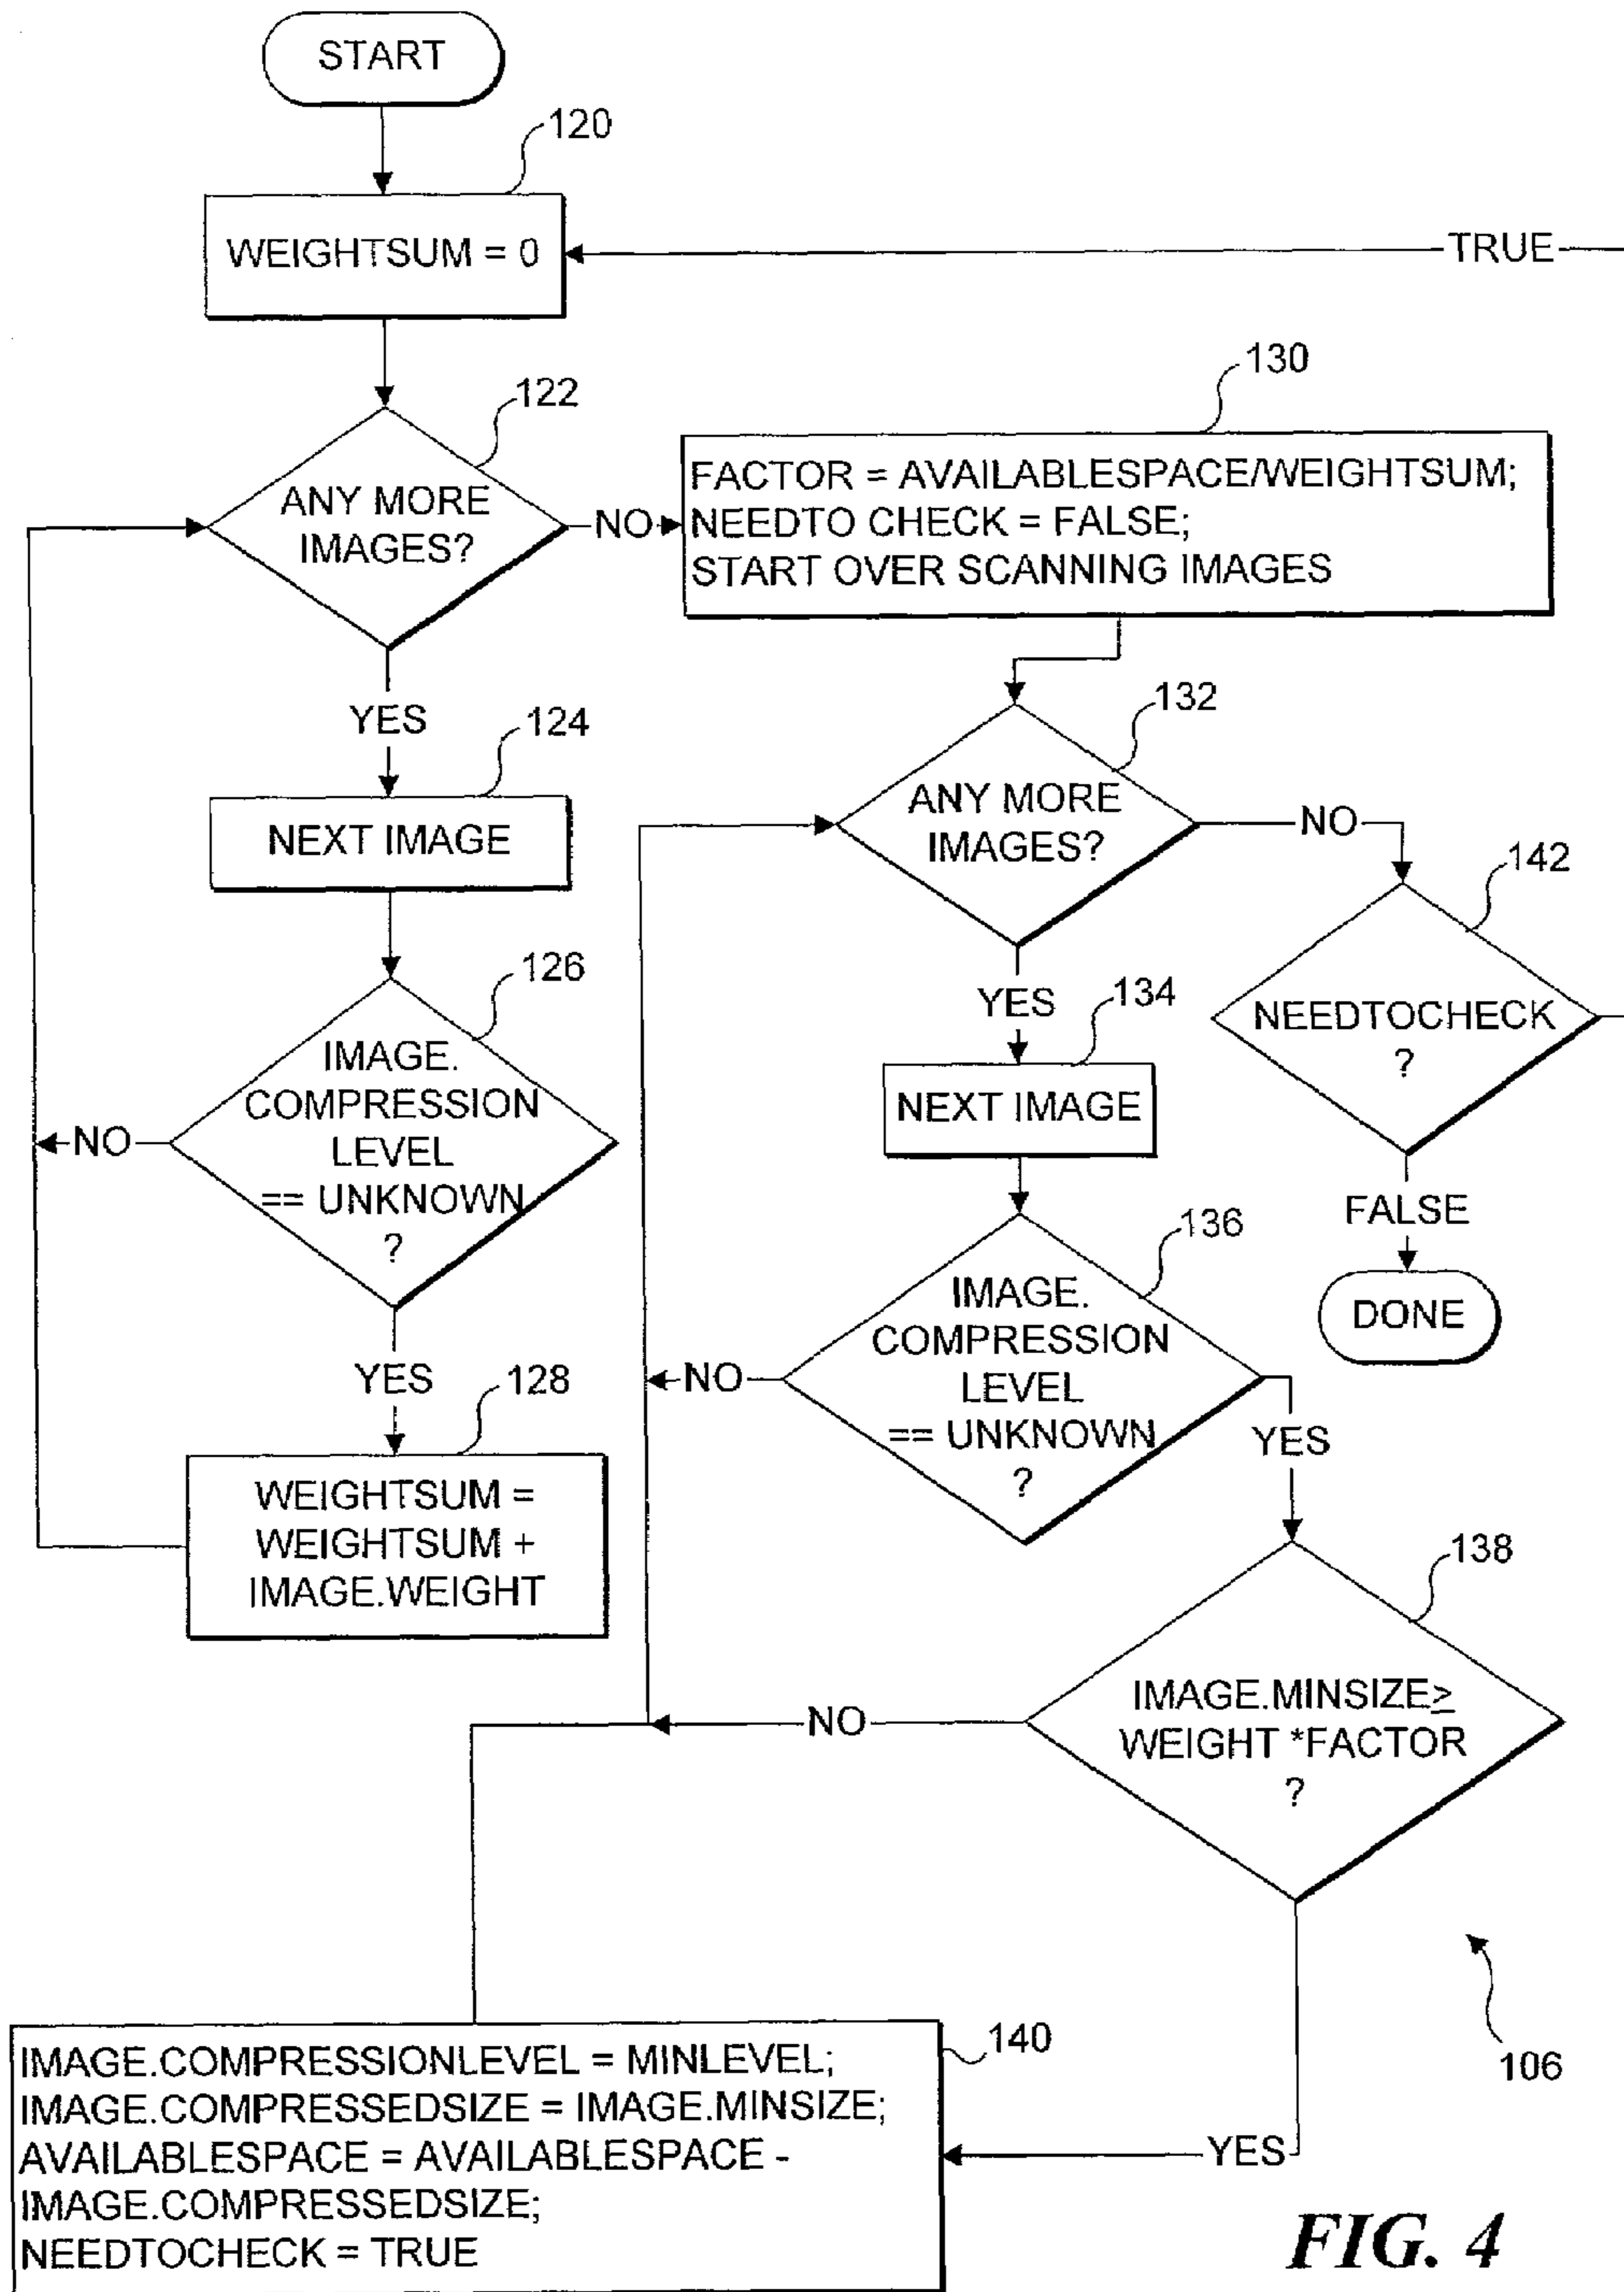 START
120
WEIGHTSUM = 0
TRUE
122
ANY MORE
IMAGES?
NO
130
FACTOR = AVAILABLESPACE/WEIGHTSUM;
NEEDTO CHECK = FALSE;
START OVER SCANNING IMAGES
YES
124
NEXT IMAGE
126
IMAGE.
COMPRESSION
LEVEL
== UNKNOWN
?
NO
YES
128
WEIGHTSUM =
WEIGHTSUM +
IMAGE.WEIGHT
132
ANY MORE
IMAGES?
NO
142
NEEDTOCHECK
?
FALSE
DONE
YES
134
NEXT IMAGE
136
IMAGE.
COMPRESSION
LEVEL
== UNKNOWN
?
NO
YES
138
IMAGE.MINSIZE≥
WEIGHT *FACTOR
?
NO
YES
140
IMAGE.COMPRESSIONLEVEL = MINLEVEL;
IMAGE.COMPRESSEDSIZE = IMAGE.MINSIZE;
AVAILABLESPACE = AVAILABLESPACE -
IMAGE.COMPRESSEDSIZE;
NEEDTOCHECK = TRUE
106
FIG. 4